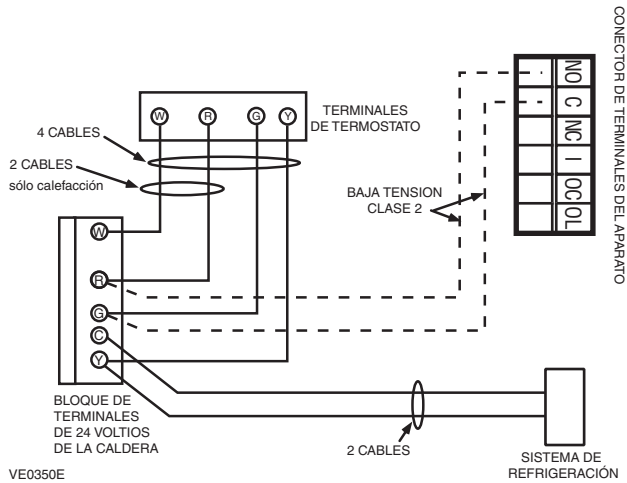 W R G Y
TERMINALES
DE TERMOSTATO
4 CABLES
2 CABLES
sólo calefacción
BAJA TENSION
CLASE 2
NO
C
NC
I
OC
OL
CONECTOR DE TERMINALES DEL APARATO
W
R
G
C
Y
BLOQUE DE
TERMINALES
DE 24 VOLTIOS
DE LA CALDERA
2 CABLES
SISTEMA DE
REFRIGERACIÓN
VE0350E